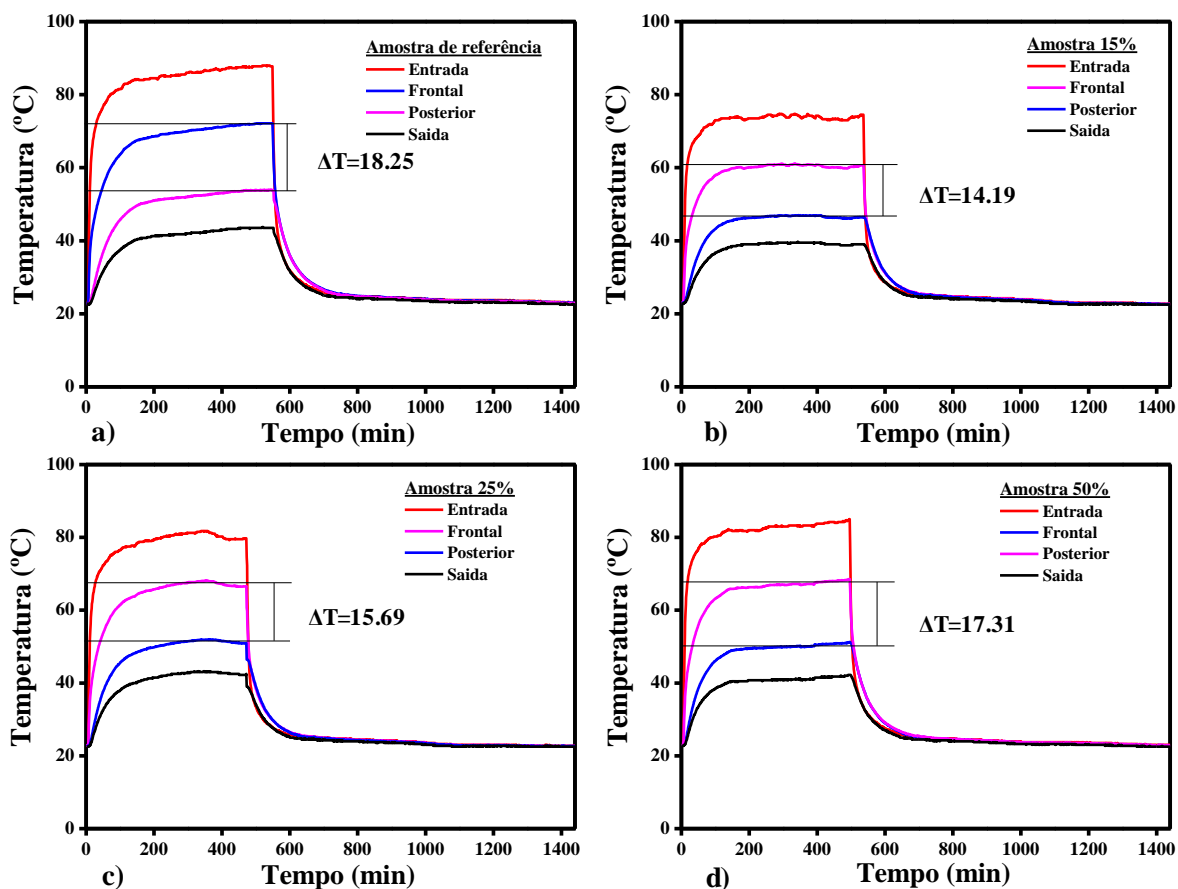 100
80
60
40
20
0
Temperatura (ºC)
Amostra de referência
Entrada
Frontal
Posterior
Saida
ΔT=18.25
0 200 400 600 800 1000 1200 1400
a) Tempo (min)
100
80
60
40
20
0
Temperatura (ºC)
Amostra 15%
Entrada
Frontal
Posterior
Saida
ΔT=14.19
0 200 400 600 800 1000 1200 1400
b) Tempo (min)
100
80
60
40
20
0
Temperatura (ºC)
Amostra 25%
Entrada
Frontal
Posterior
Saida
ΔT=15.69
0 200 400 600 800 1000 1200 1400
c) Tempo (min)
100
80
60
40
20
0
Temperatura (ºC)
Amostra 50%
Entrada
Frontal
Posterior
Saida
ΔT=17.31
0 200 400 600 800 1000 1200 1400
d) Tempo (min)